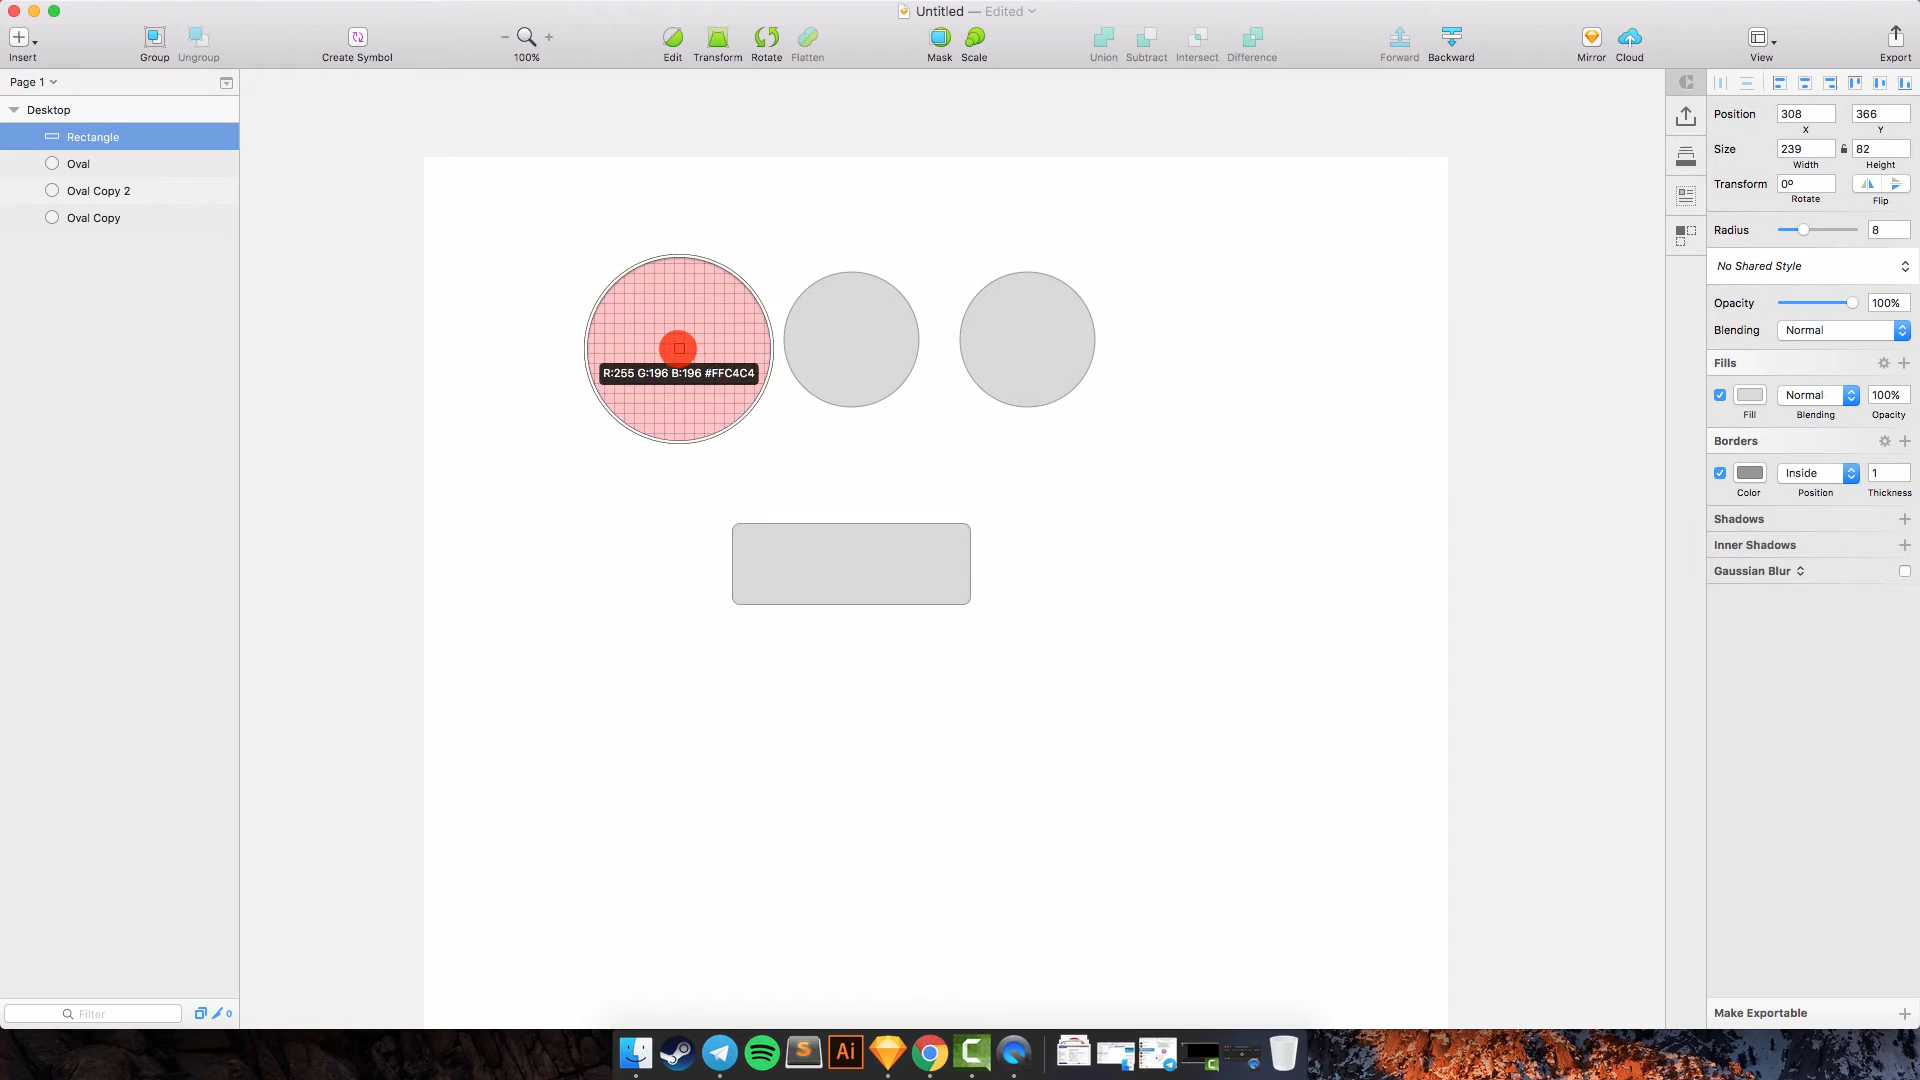 Untitled — Edited
Insert
Group
Ungroup
Create Symbol
100%
Edit
Transform
Rotate
Flatten
Mask
Scale
Union
Subtract
Intersect
Difference
Forward
Backward
Mirror
Cloud
View
Export
Page 1
Desktop
Rectangle
Oval
Oval Copy 2
Oval Copy
R:255 G:196 B:196 #FFC4C4
Position 308 366
X Y
Size 239 82
Width Height
Transform 0º
Rotate Flip
Radius 8
No Shared Style
Opacity 100%
Blending Normal
Fills
Normal 100%
Fill Blending Opacity
Borders
Inside 1
Color Position Thickness
Shadows
Inner Shadows
Gaussian Blur
Filter
0
Make Exportable
S
Ai
C